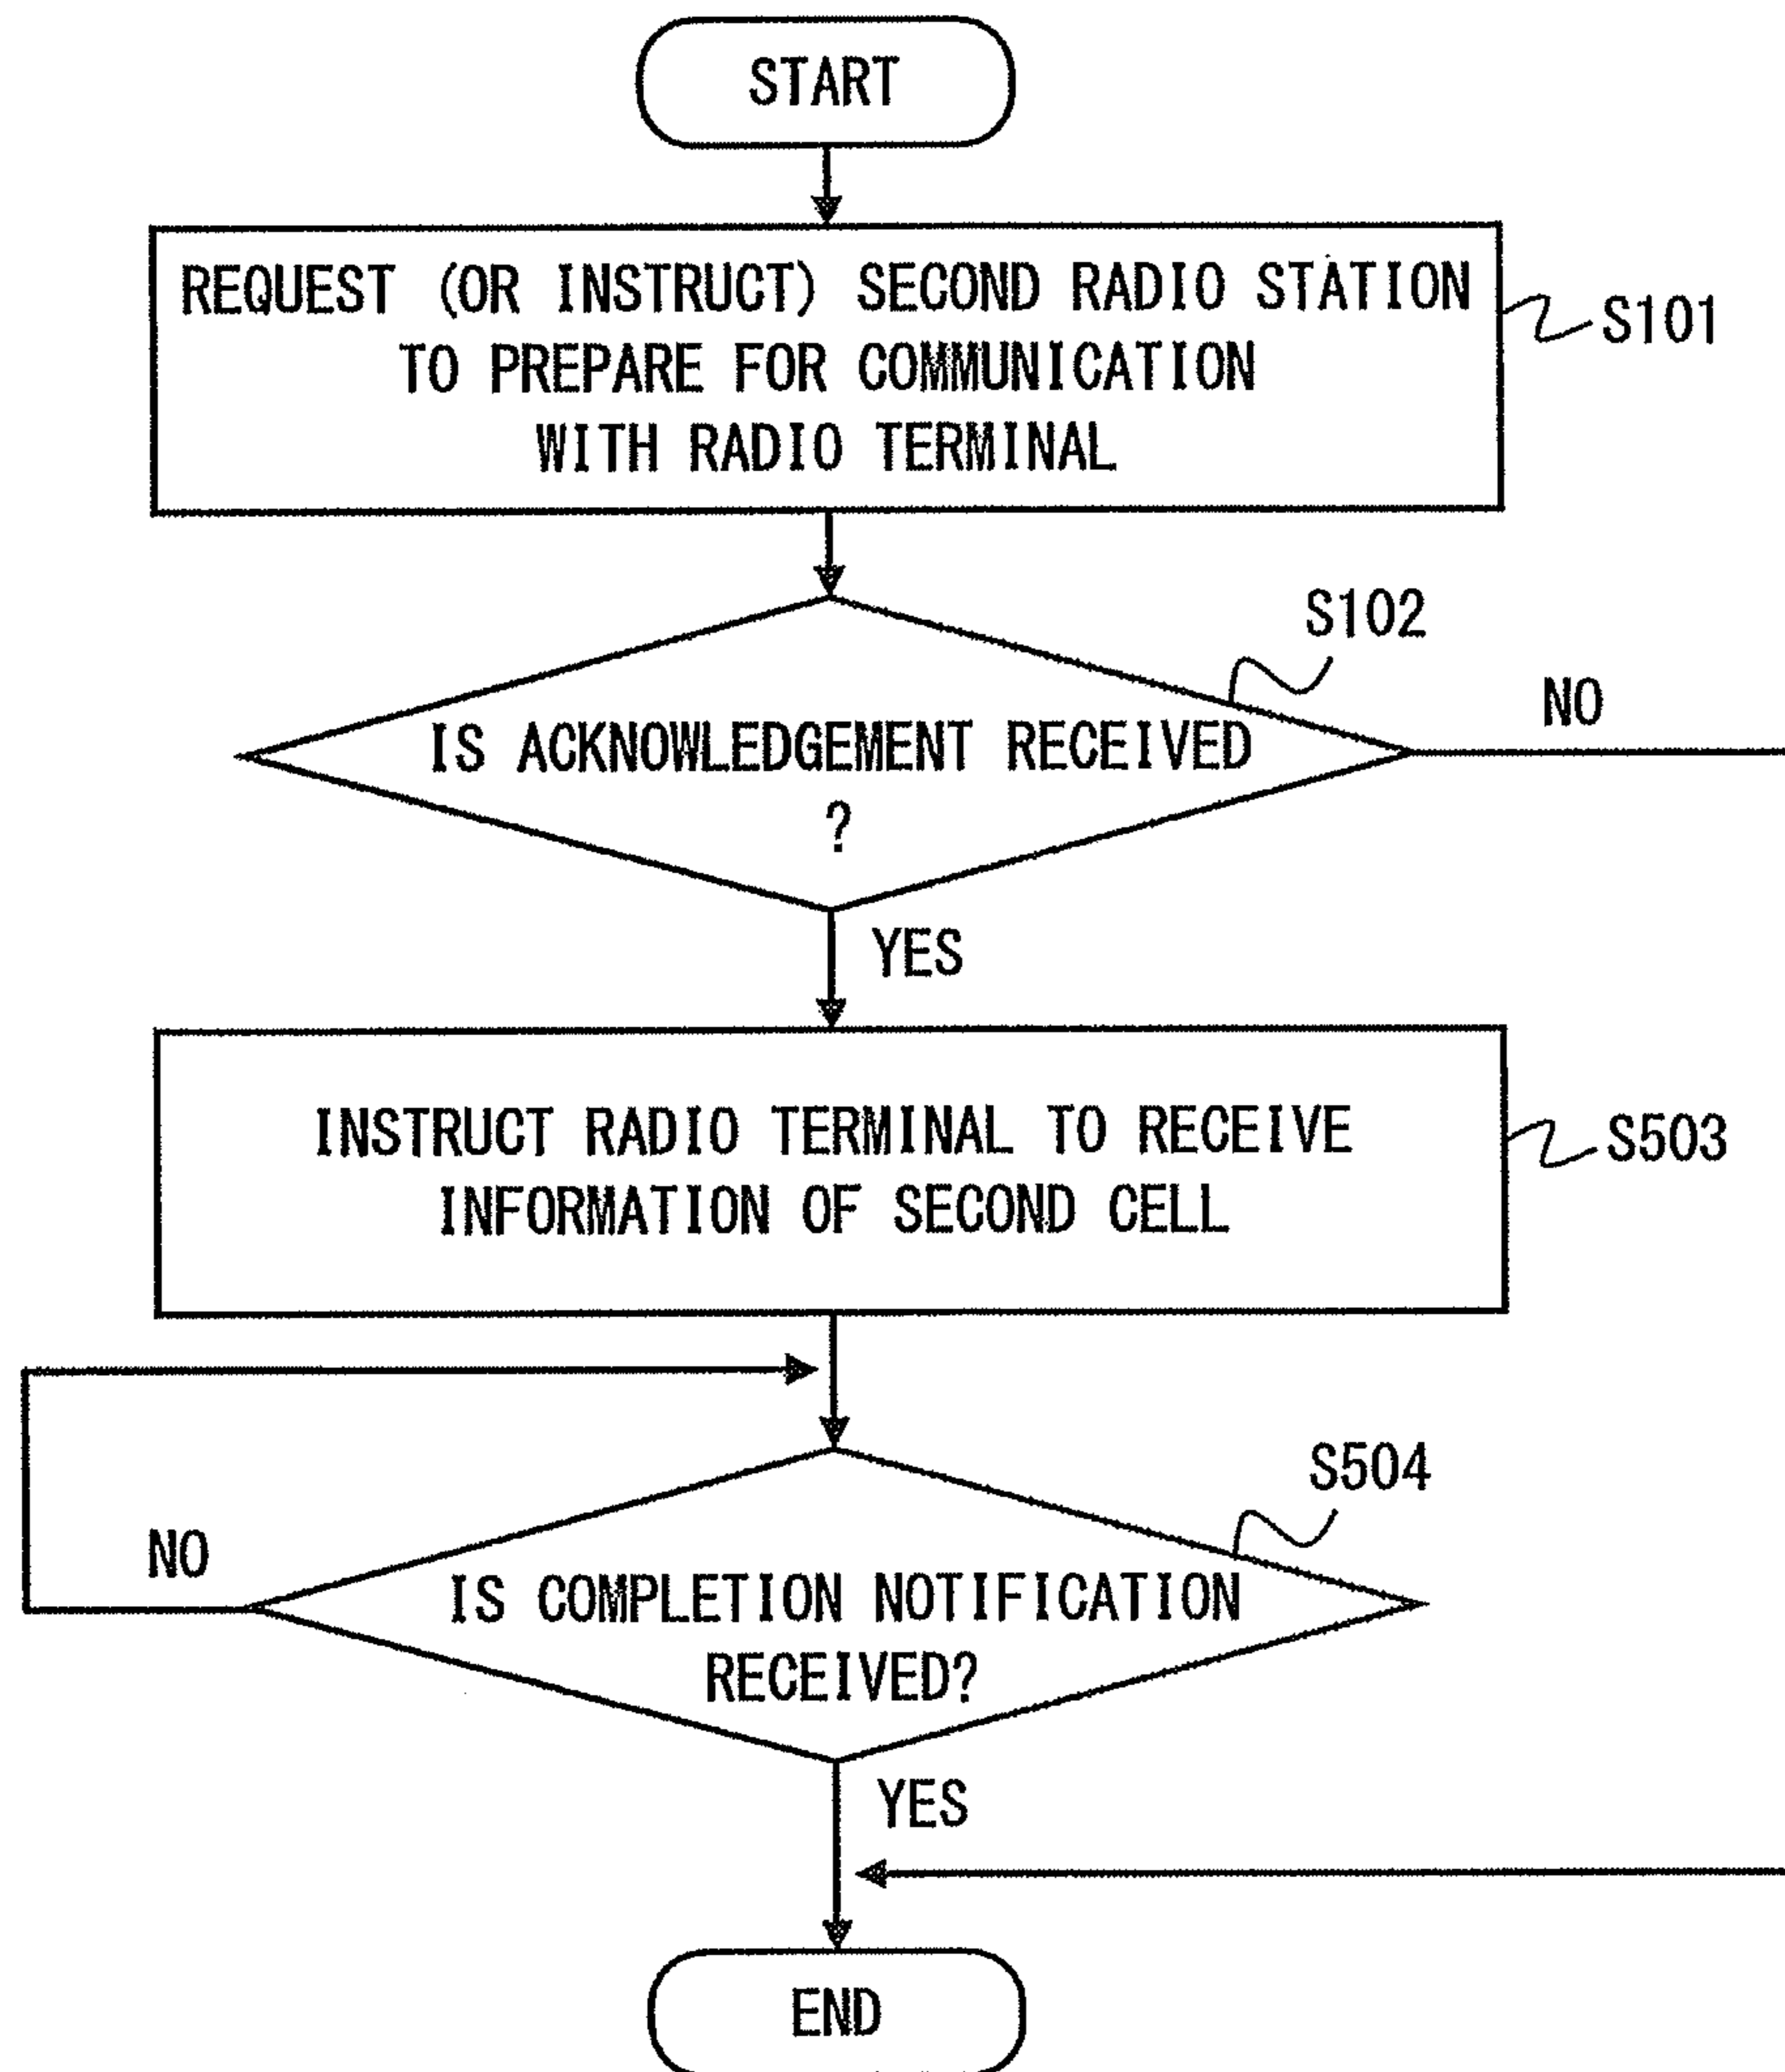 START
REQUEST (OR INSTRUCT) SECOND RADIO STATION
TO PREPARE FOR COMMUNICATION
WITH RADIO TERMINAL
S101
S102
NO
IS ACKNOWLEDGEMENT RECEIVED
?
YES
INSTRUCT RADIO TERMINAL TO RECEIVE
INFORMATION OF SECOND CELL
S503
S504
NO
IS COMPLETION NOTIFICATION
RECEIVED?
YES
END